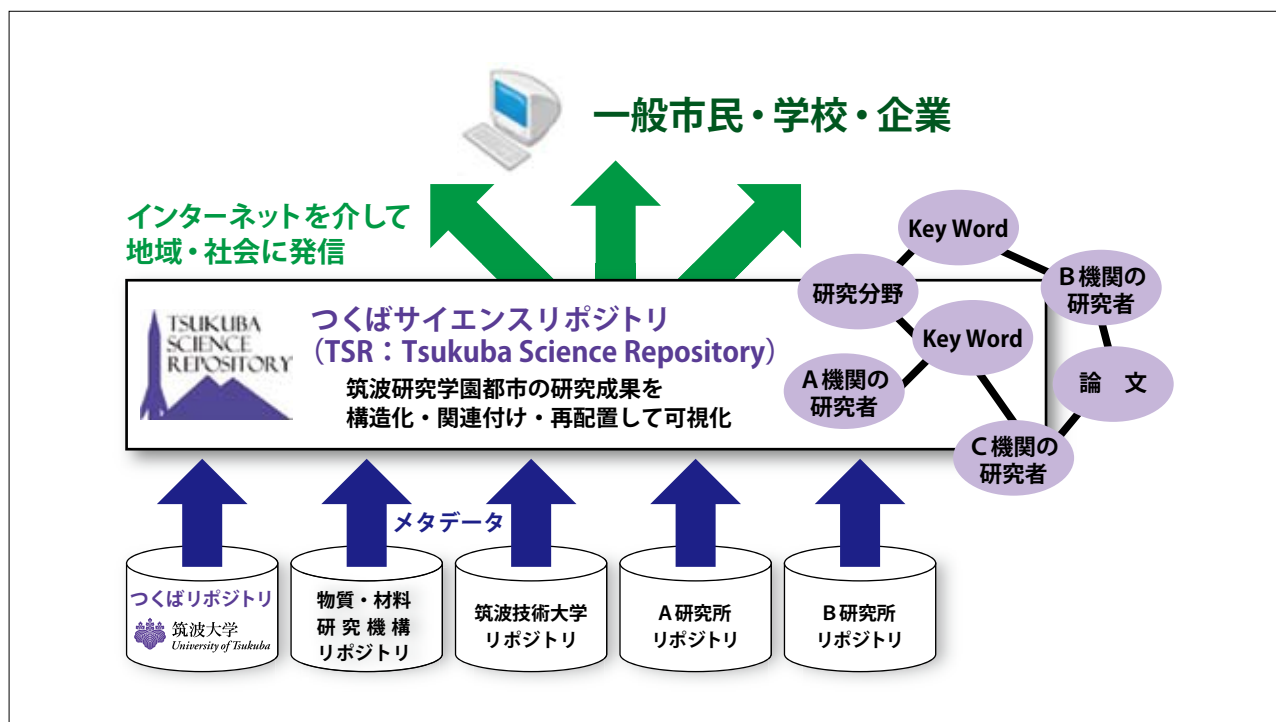 一般市民・学校・企業
インターネットを介して
地域・社会に発信
TSUKUBA
SCIENCE
REPOSITORY
つくばサイエンスリポジトリ
（TSR：Tsukuba Science Repository）
筑波研究学園都市の研究成果を
構造化・関連付け・再配置して可視化
Key Word
研究分野
B機関の
研究者
Key Word
A機関の
研究者
論　文
C機関の
研究者
メタデータ
つくばリポジトリ
筑波大学
University of Tsukuba
物質・材料
研究機構
リポジトリ
筑波技術大学
リポジトリ
A研究所
リポジトリ
B研究所
リポジトリ